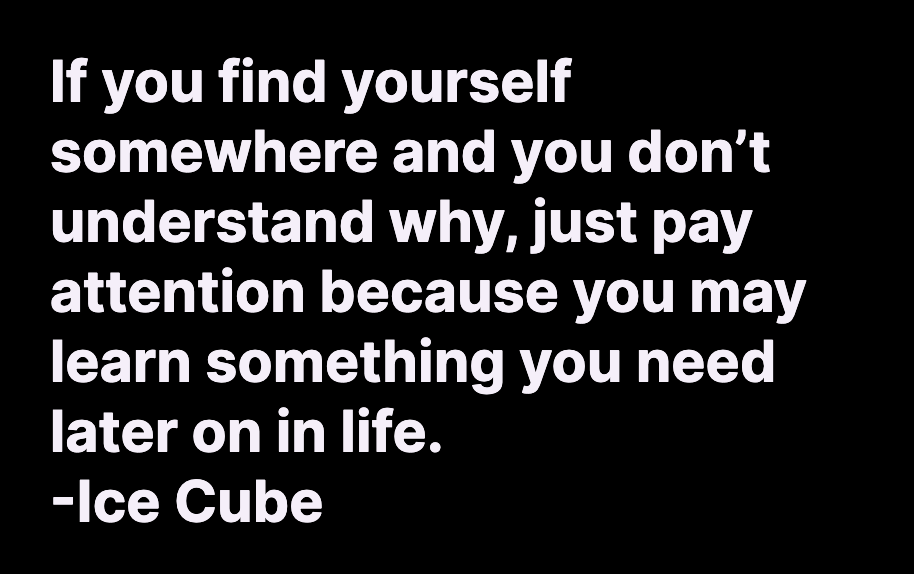 If you find yourself
somewhere and you don’t
understand why, just pay
attention because you may
learn something you need
later on in life.
-Ice Cube